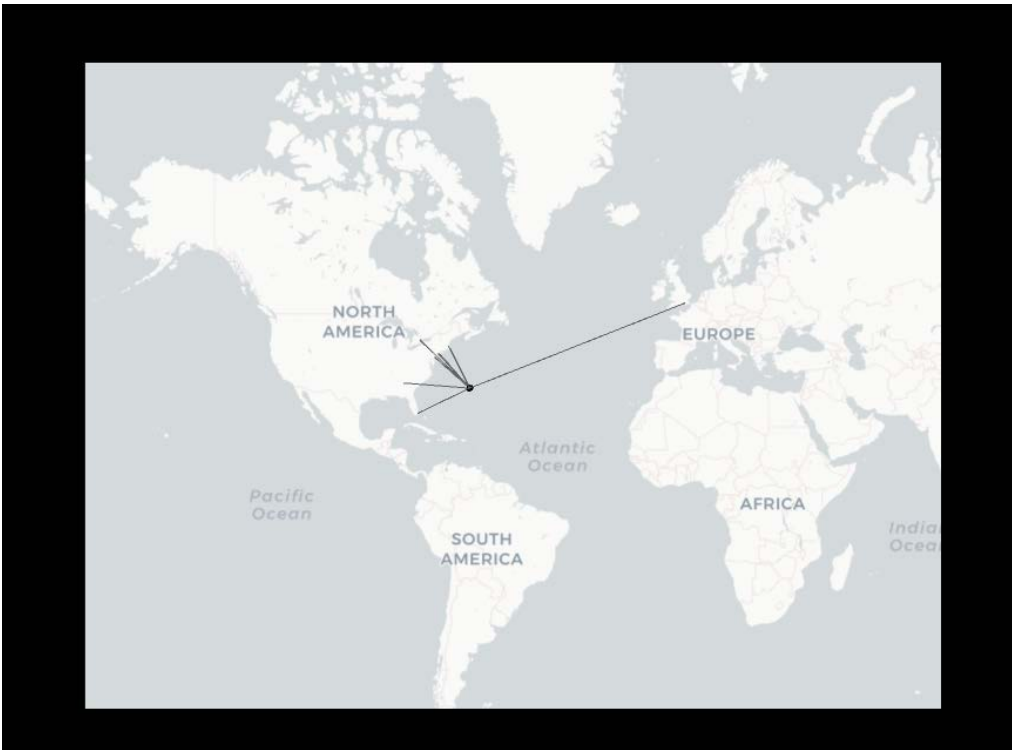 NORTH
AMERICA
EUROPE
Atlantic
Ocean
Pacific
Ocean
AFRICA
India
Ocea
SOUTH
AMERICA